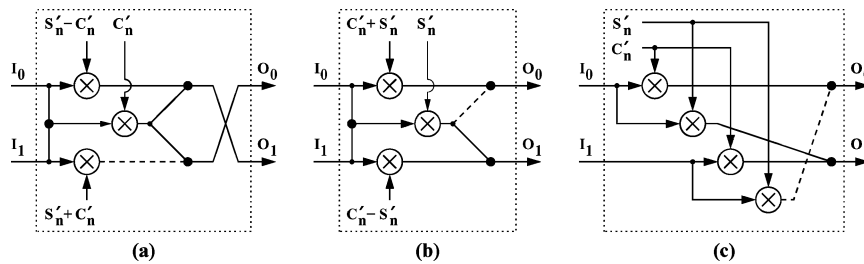 S′n − C′n C′n
I0 O0
I1 O1
S′n + C′n
(a)
C′n + S′n S′n
I0 O0
I1 O1
C′n − S′n
(b)
S′n
C′n
I0 O
I1 O
(c)